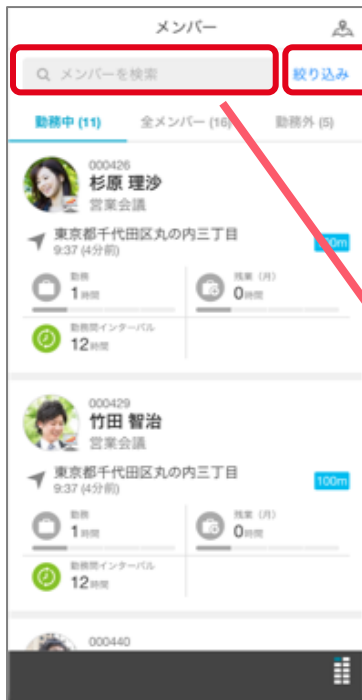 メンバー
メンバーを検索
絞り込み
勤務中 (11) 全メンバー (16) 勤務外 (5)
000426
杉原 理沙
営業会議
東京都千代田区丸の内三丁目
9:37 (4分前)
勤務 残業 (月)
1時間 0時間
勤務間インターバル
12時間
000429
竹田 智治
営業会議
東京都千代田区丸の内三丁目
9:37 (4分前) 100m
勤務 残業 (月)
1時間 0時間
勤務間インターバル
12時間
000440